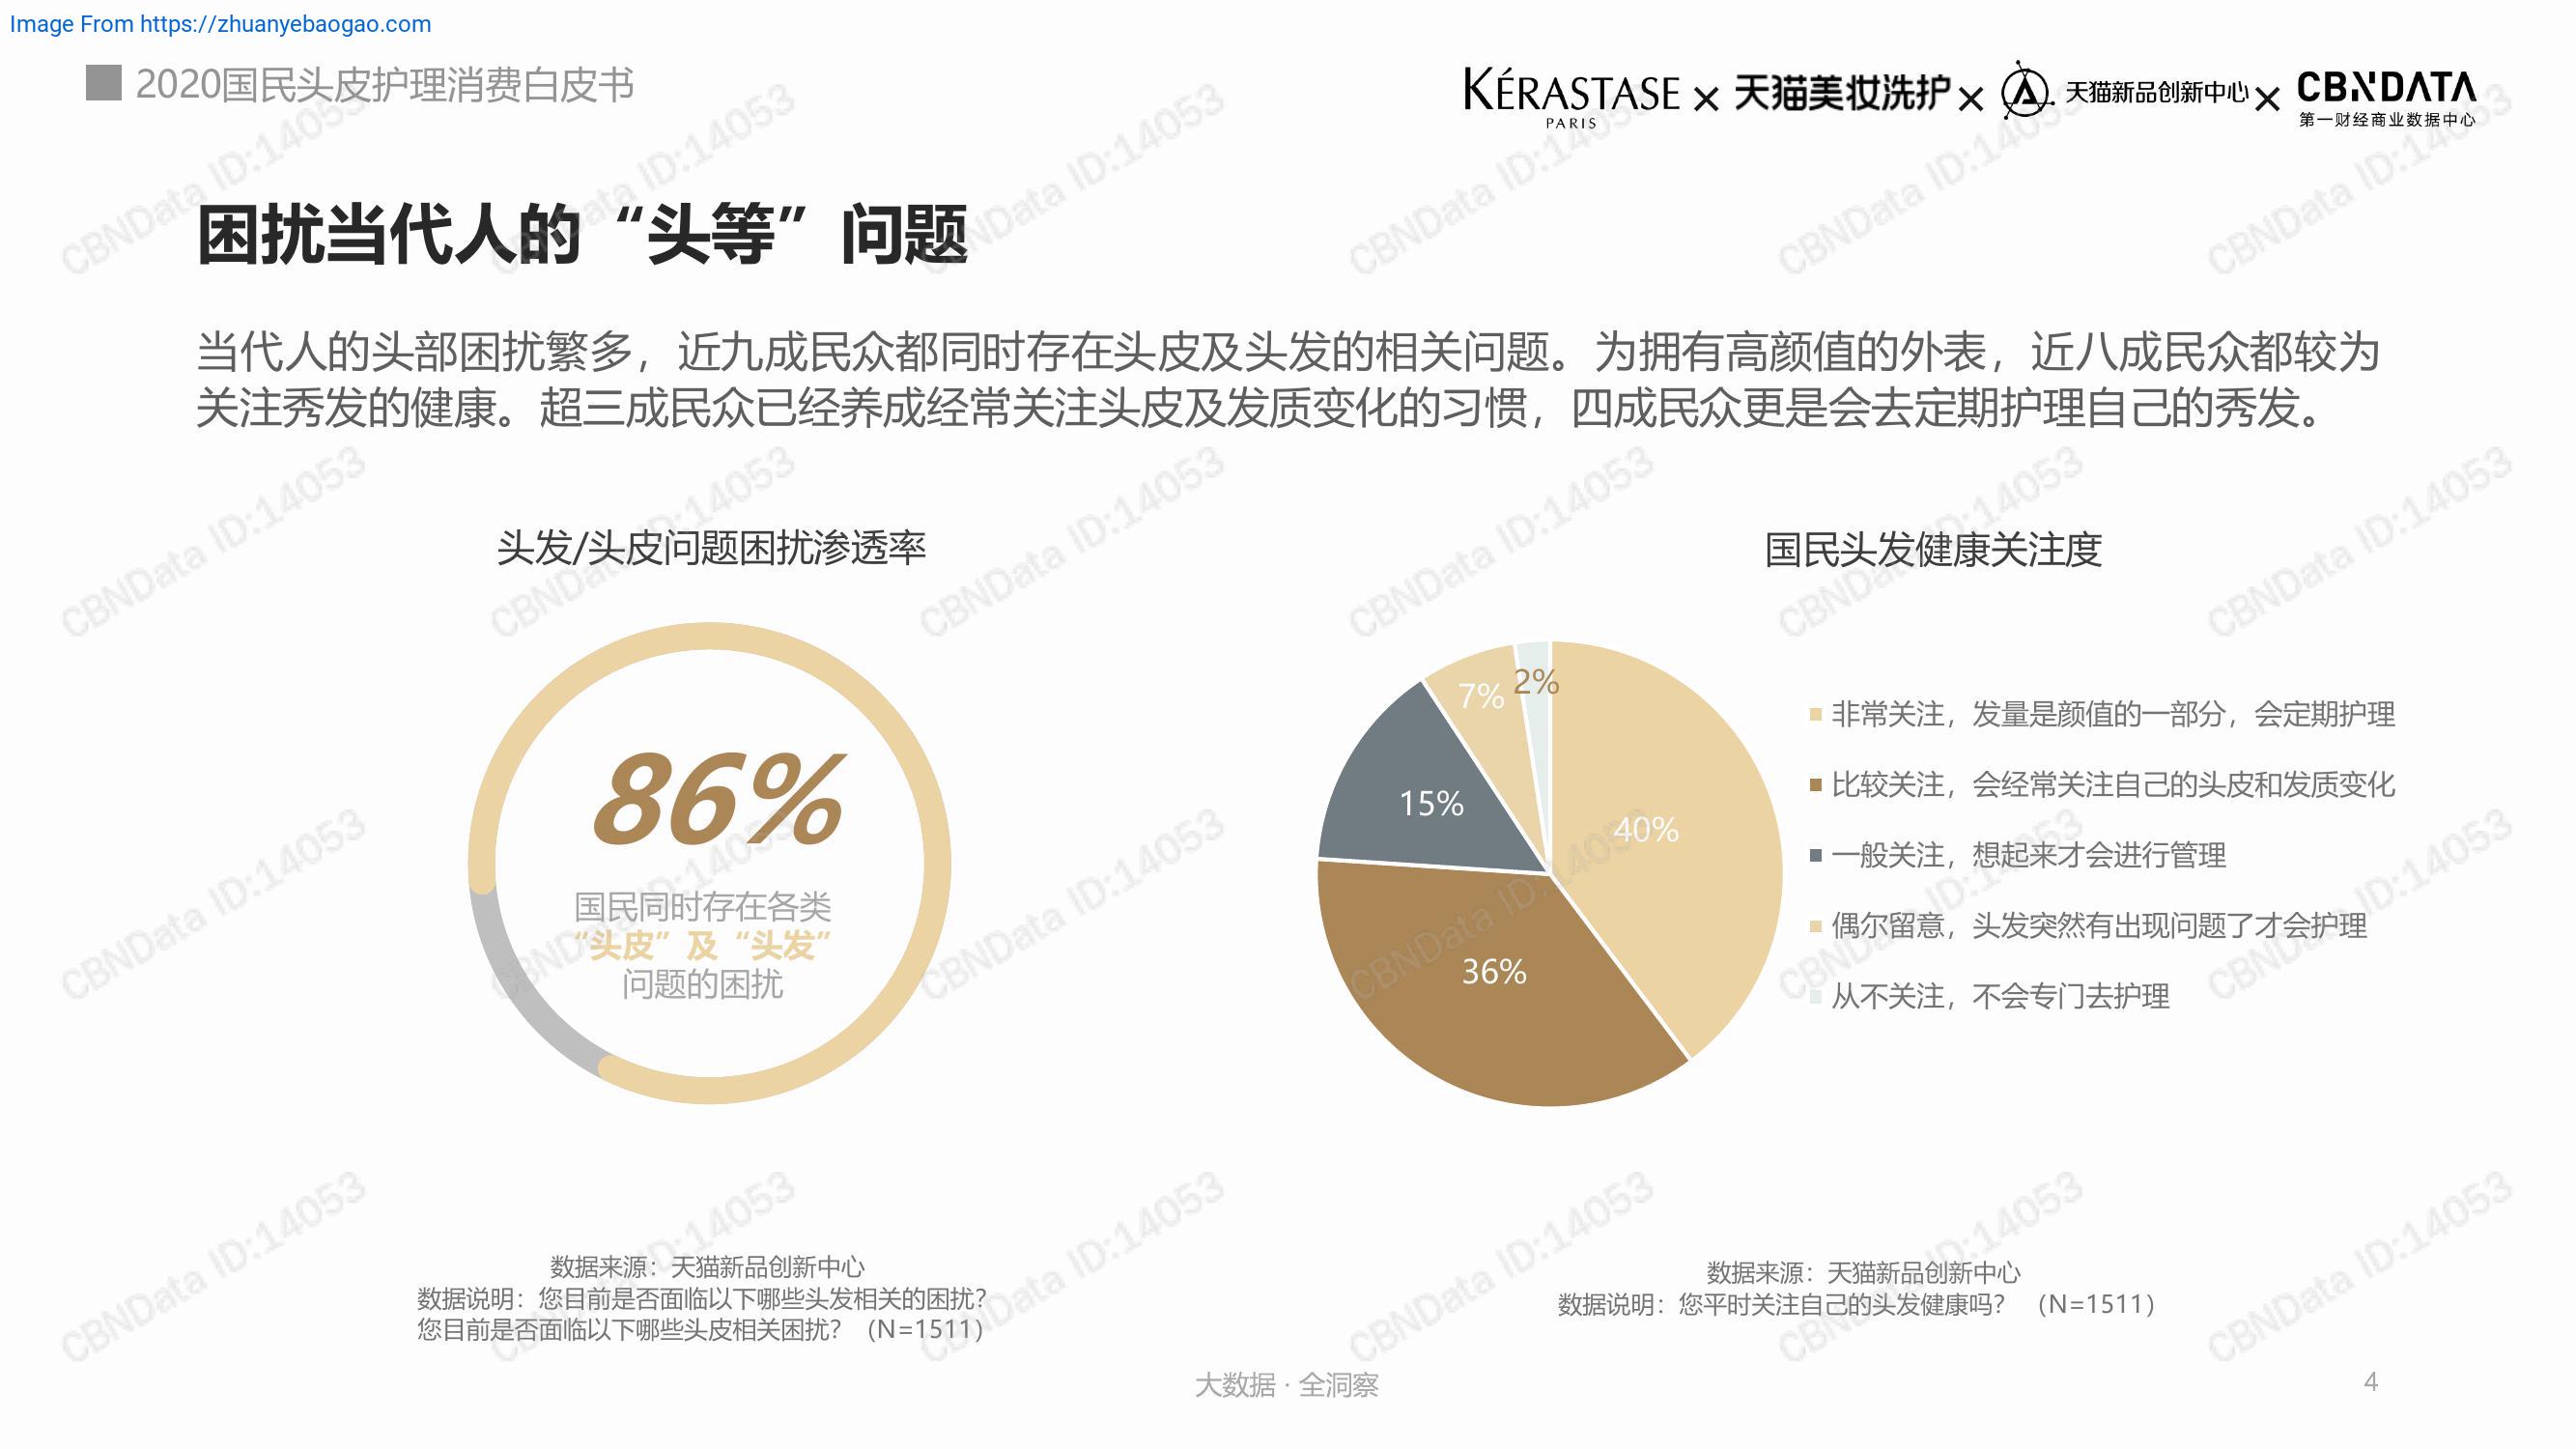 Image From https://zhuanyebaogao.com
2020国民头皮护理消费白皮书
KÉRASTASE
PARIS
×
天猫美妆洗护
×
天猫新品创新中心
×
CBNDATA
第一财经商业数据中心
困扰当代人的“头等”问题
当代人的头部困扰繁多，近九成民众都同时存在头皮及头发的相关问题。为拥有高颜值的外表，近八成民众都较为
关注秀发的健康。超三成民众已经养成经常关注头皮及发质变化的习惯，四成民众更是会去定期护理自己的秀发。
头发/头皮问题困扰渗透率
86%
国民同时存在各类
“头皮”及“头发”
问题的困扰
数据来源：天猫新品创新中心
数据说明：您目前是否面临以下哪些头发相关的困扰？
您目前是否面临以下哪些头皮相关困扰？（N=1511）
国民头发健康关注度
7%
2%
15%
40%
36%
非常关注，发量是颜值的一部分，会定期护理
比较关注，会经常关注自己的头皮和发质变化
一般关注，想起来才会进行管理
偶尔留意，头发突然有出现问题了才会护理
从不关注，不会专门去护理
数据来源：天猫新品创新中心
数据说明：您平时关注自己的头发健康吗？（N=1511）
大数据·全洞察
4
CBNData ID:14053